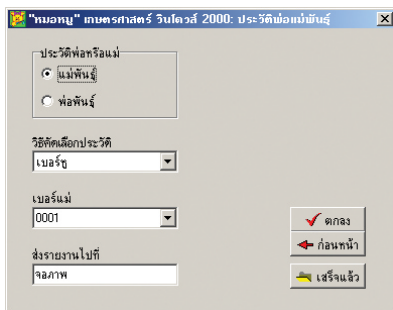 "หมอหมู" เกษตรศาสตร์ วินโดวส์ 2000: ประวัติพ่อแม่พันธุ์
ประวัติพ่อหรือแม่
แม่พันธุ์
พ่อพันธุ์
วิธีคัดเลือกประวัติ
เบอร์หู
เบอร์แม่
0001
ส่งรายงานไปที่
จอภาพ
ตกลง
ก่อนหน้า
เสร็จแล้ว